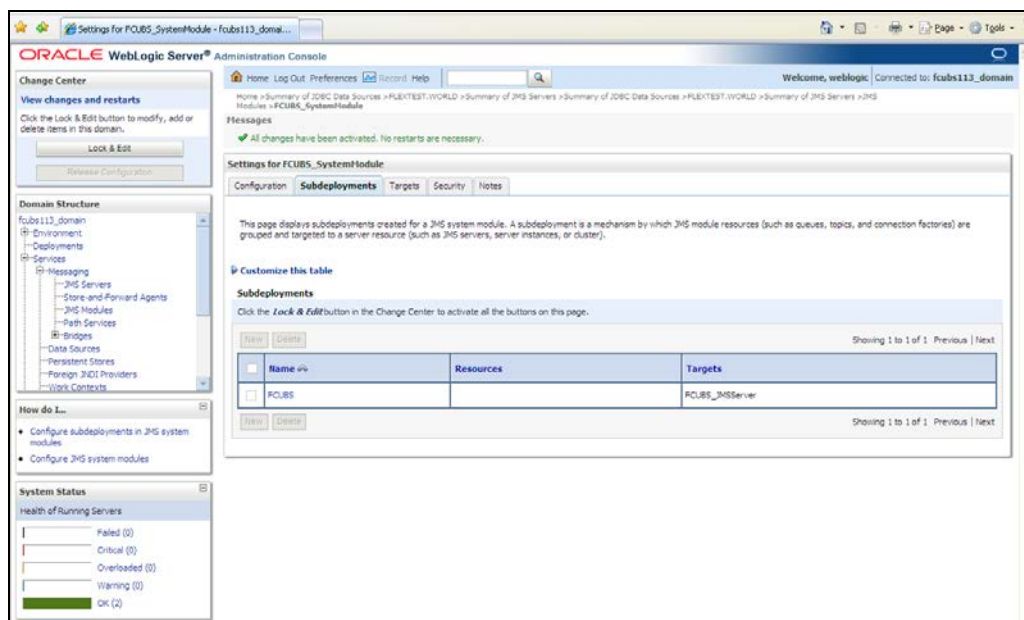 Settings for FCUBS_SystemModule - fcubs113_domai...
Page
Tools
ORACLE WebLogic Server® Administration Console
Change Center
View changes and restarts
Click the Lock & Edit button to modify, add or
delete items in this domain.
Lock & Edit
Release Configuration
Domain Structure
fcubs113_domain
Environment
Deployments
Services
Messaging
JMS Servers
Store-and-Forward Agents
JMS Modules
Path Services
Bridges
Data Sources
Persistent Stores
Foreign JNDI Providers
Work Contexts
How do I...
Configure subdeployments in JMS system
modules
Configure JMS system modules
System Status
Health of Running Servers
Failed (0)
Critical (0)
Overloaded (0)
Warning (0)
OK (2)
Home Log Out Preferences Record Help
Welcome, weblogic Connected to: fcubs113_domain
Home >Summary of JDBC Data Sources >FLEXTEST.WORLD >Summary of JMS Servers >Summary of JDBC Data Sources >FLEXTEST.WORLD >Summary of JMS Servers >JMS
Modules >FCUBS_SystemModule
Messages
All changes have been activated. No restarts are necessary.
Settings for FCUBS_SystemModule
Configuration Subdeployments Targets Security Notes
This page displays subdeployments created for a JMS system module. A subdeployment is a mechanism by which JMS module resources (such as queues, topics, and connection factories) are
grouped and targeted to a server resource (such as JMS servers, server instances, or cluster).
Customize this table
Subdeployments
Click the Lock & Edit button in the Change Center to activate all the buttons on this page.
New Delete Showing 1 to 1 of 1 Previous | Next
Name Resources Targets
FCUBS FCUBS_JMSServer
New Delete Showing 1 to 1 of 1 Previous | Next